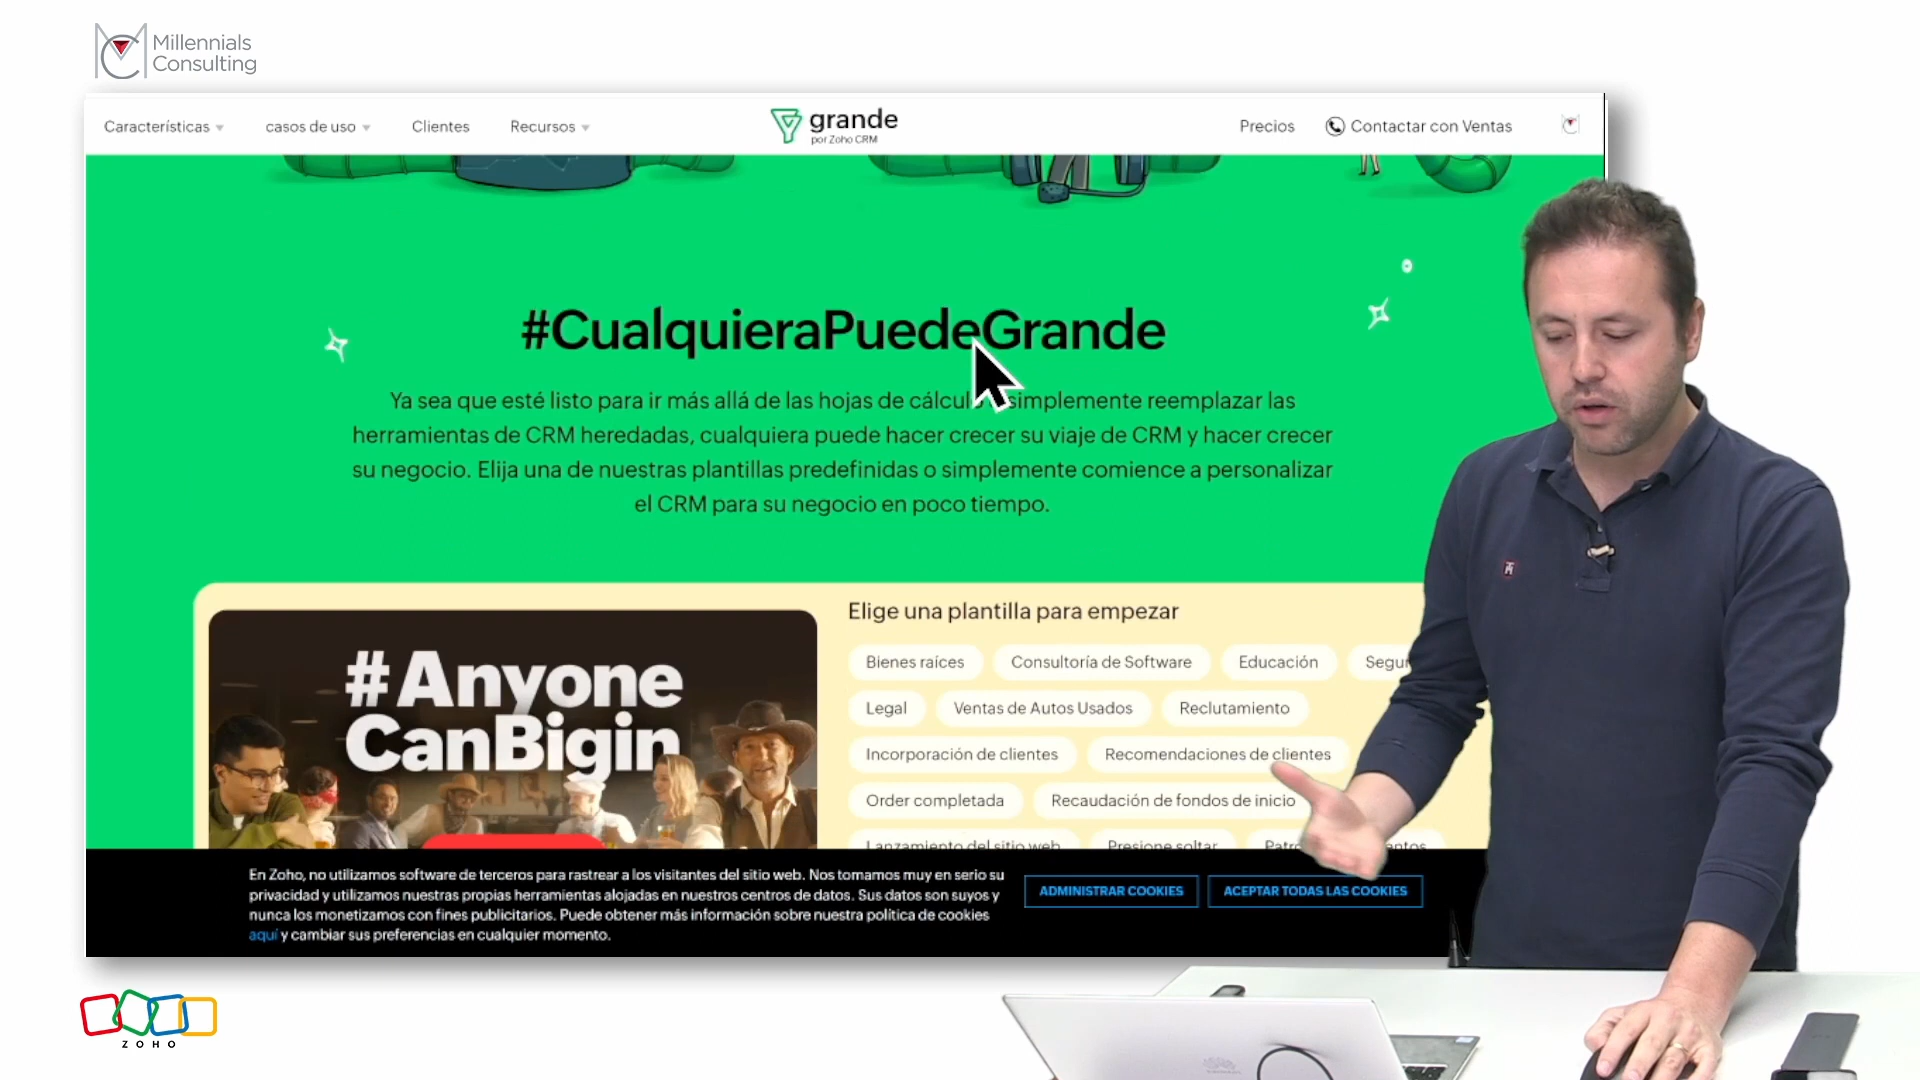 Millennials
Consulting
Características
casos de uso
Clientes
Recursos
grande
por Zoho CRM
Precios
Contactar con Ventas
#CualquieraPuedeGrande
Ya sea que esté listo para ir más allá de las hojas de cálculo simplemente reemplazar las
herramientas de CRM heredadas, cualquiera puede hacer crecer su viaje de CRM y hacer crecer
su negocio. Elija una de nuestras plantillas predefinidas o simplemente comience a personalizar
el CRM para su negocio en poco tiempo.
#Anyone
CanBigin
Elige una plantilla para empezar
Bienes raíces
Consultoría de Software
Educación
Legal
Ventas de Autos Usados
Reclutamiento
Incorporación de clientes
Recomendaciones de clientes
Order completada
Recaudación de fondos de inicio
Lanzamiento del sitio web
Presione soltar
En Zoho, no utilizamos software de terceros para rastrear a los visitantes del sitio web. Nos tomamos muy en serio su
privacidad y utilizamos nuestras propias herramientas alojadas en nuestros centros de datos. Sus datos son suyos y
nunca los monetizamos con fines publicitarios. Puede obtener más información sobre nuestra política de cookies
aquí y cambiar sus preferencias en cualquier momento.
ADMINISTRAR COOKIES
ACEPTAR TODAS LAS COOKIES
ZOHO